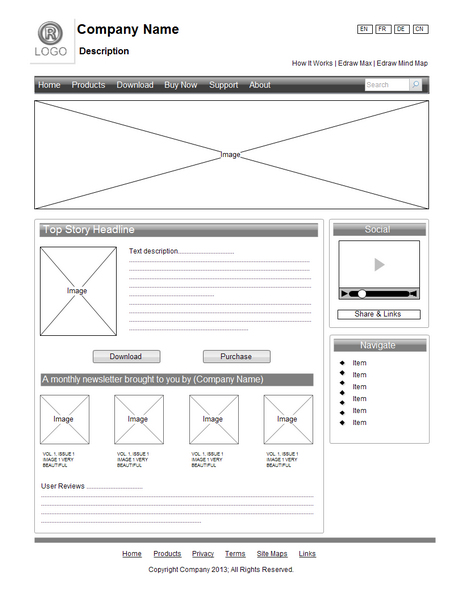 ® LOGO
Company Name
Description
EN FR DE CN
How It Works | Edraw Max | Edraw Mind Map
Home Products Download Buy Now Support About Search
Image
Top Story Headline
Image
Text description............................
Download Purchase
A monthly newsletter brought to you by (Company Name)
Image Image Image Image
VOL. 1, ISSUE 1 VOL. 1, ISSUE 1 VOL. 1, ISSUE 1 VOL. 1, ISSUE 1
IMAGE 1 VERY IMAGE 1 VERY IMAGE 1 VERY IMAGE 1 VERY
BEAUTIFUL BEAUTIFUL BEAUTIFUL BEAUTIFUL
User Reviews ............................
Social
Share & Links
Navigate
Item
Item
Item
Item
Item
Item
Home Products Privacy Terms Site Maps Links
Copyright Company 2013; All Rights Reserved.